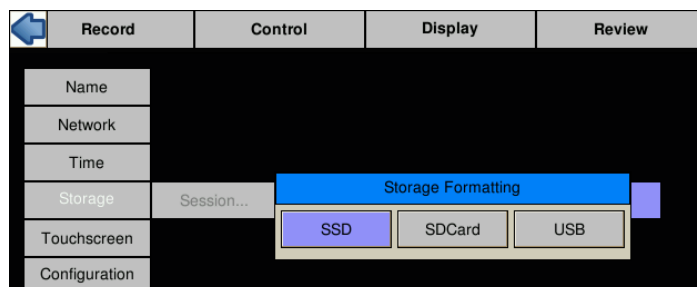 Record Control Display Review
Name
Network
Time
Storage Session...
Storage Formatting
SSD SDCard USB
Touchscreen
Configuration